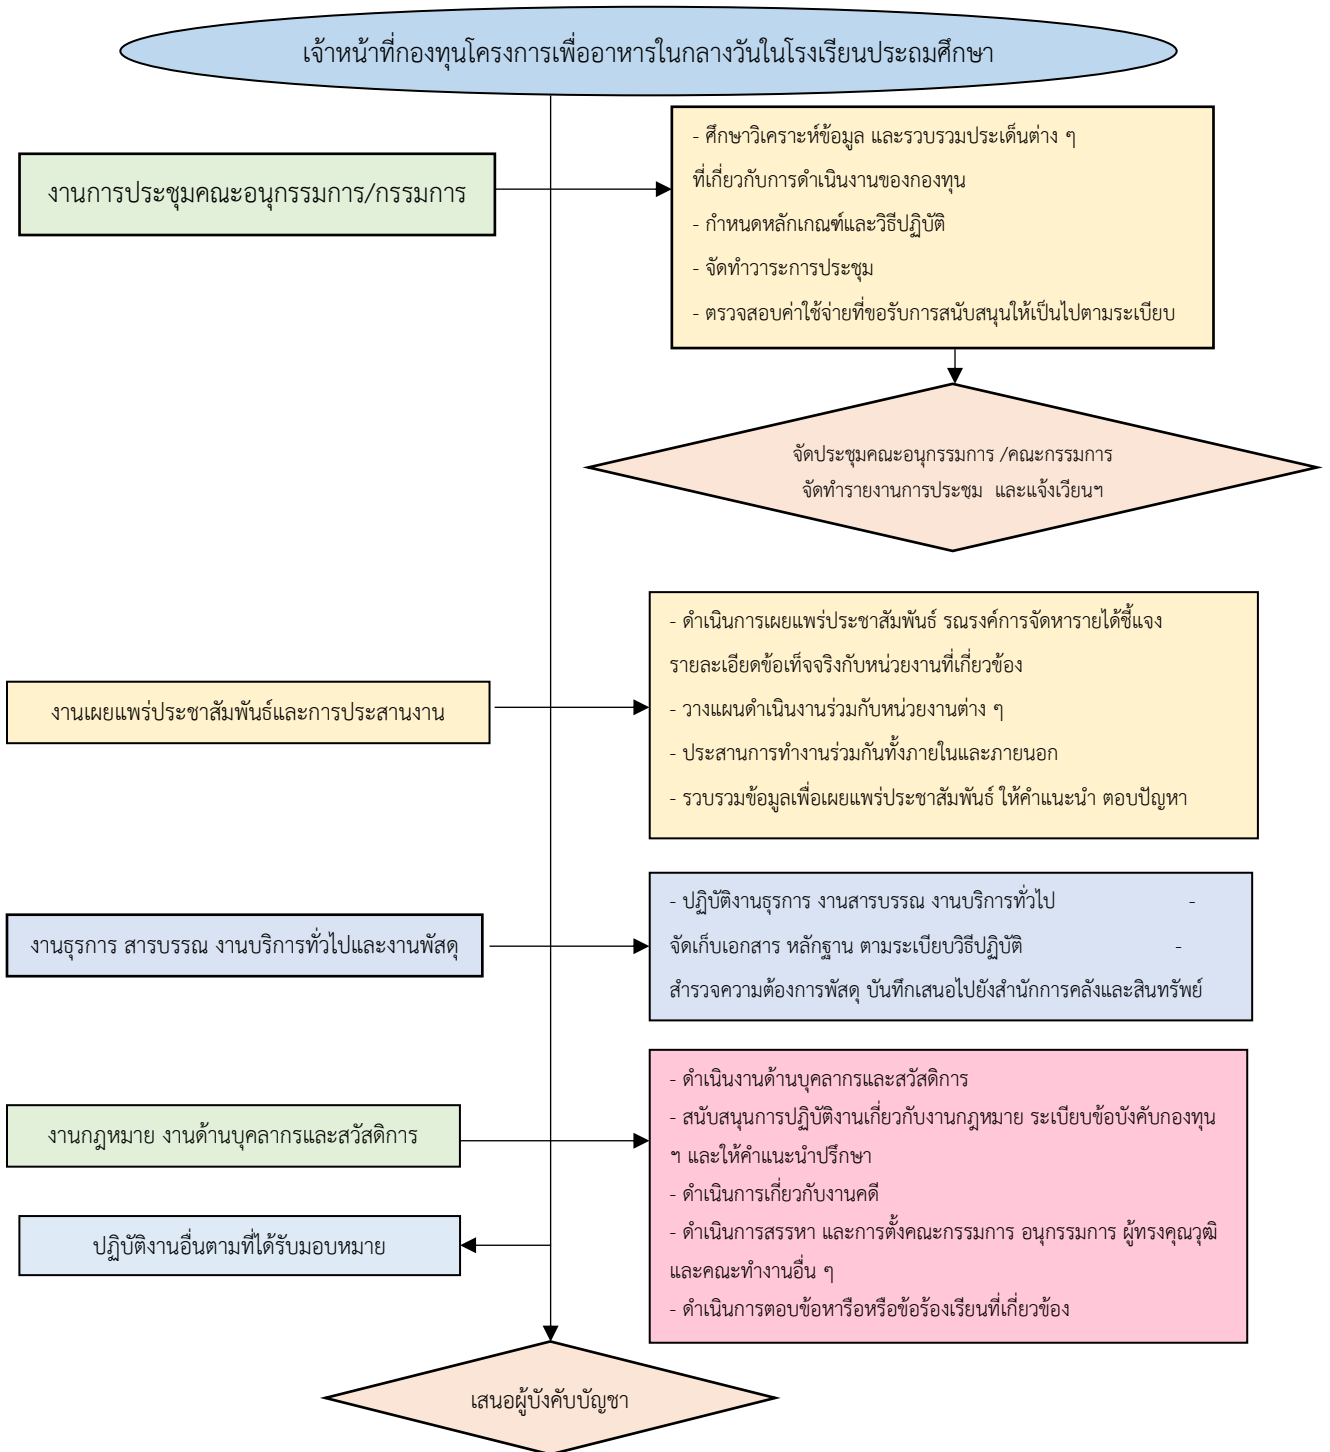 เจ้าหน้าที่กองทุนโครงการเพื่ออาหารในกลางวันในโรงเรียนประถมศึกษา
งานการประชุมคณะอนุกรรมการ/กรรมการ
- ศึกษาวิเคราะห์ข้อมูล และรวบรวมประเด็นต่าง ๆ
ที่เกี่ยวกับการดำเนินงานของกองทุน
- กำหนดหลักเกณฑ์และวิธีปฏิบัติ
- จัดทำวาระการประชุม
- ตรวจสอบค่าใช้จ่ายที่ขอรับการสนับสนุนให้เป็นไปตามระเบียบ
จัดประชุมคณะอนุกรรมการ /คณะกรรมการ
จัดทำรายงานการประชุม และแจ้งเวียนฯ
งานเผยแพร่ประชาสัมพันธ์และการประสานงาน
- ดำเนินการเผยแพร่ประชาสัมพันธ์ รณรงค์การจัดหารายได้ชี้แจง
รายละเอียดข้อเท็จจริงกับหน่วยงานที่เกี่ยวข้อง
- วางแผนดำเนินงานร่วมกับหน่วยงานต่าง ๆ
- ประสานการทำงานร่วมกันทั้งภายในและภายนอก
- รวบรวมข้อมูลเพื่อเผยแพร่ประชาสัมพันธ์ ให้คำแนะนำ ตอบปัญหา
งานธุรการ สารบรรณ งานบริการทั่วไปและงานพัสดุ
- ปฏิบัติงานธุรการ งานสารบรรณ งานบริการทั่วไป -
จัดเก็บเอกสาร หลักฐาน ตามระเบียบวิธีปฏิบัติ -
สำรวจความต้องการพัสดุ บันทึกเสนอไปยังสำนักการคลังและสินทรัพย์
งานกฎหมาย งานด้านบุคลากรและสวัสดิการ
- ดำเนินงานด้านบุคลากรและสวัสดิการ
- สนับสนุนการปฏิบัติงานเกี่ยวกับงานกฎหมาย ระเบียบข้อบังคับกองทุน
ฯ และให้คำแนะนำปรึกษา
- ดำเนินการเกี่ยวกับงานคดี
- ดำเนินการสรรหา และการตั้งคณะกรรมการ อนุกรรมการ ผู้ทรงคุณวุฒิ
และคณะทำงานอื่น ๆ
- ดำเนินการตอบข้อหารือหรือข้อร้องเรียนที่เกี่ยวข้อง
ปฏิบัติงานอื่นตามที่ได้รับมอบหมาย
เสนอผู้บังคับบัญชา